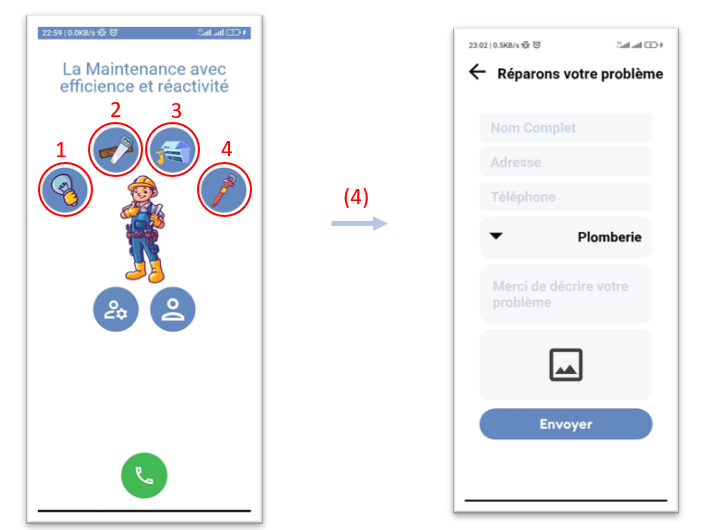 22:59 | 0.0KB/s
La Maintenance avec
efficience et réactivité
1
2
3
4
(4)
23:02 | 0.5KB/s
Réparons votre problème
Nom Complet
Adresse
Téléphone
Plomberie
Merci de décrire votre
problème
Envoyer